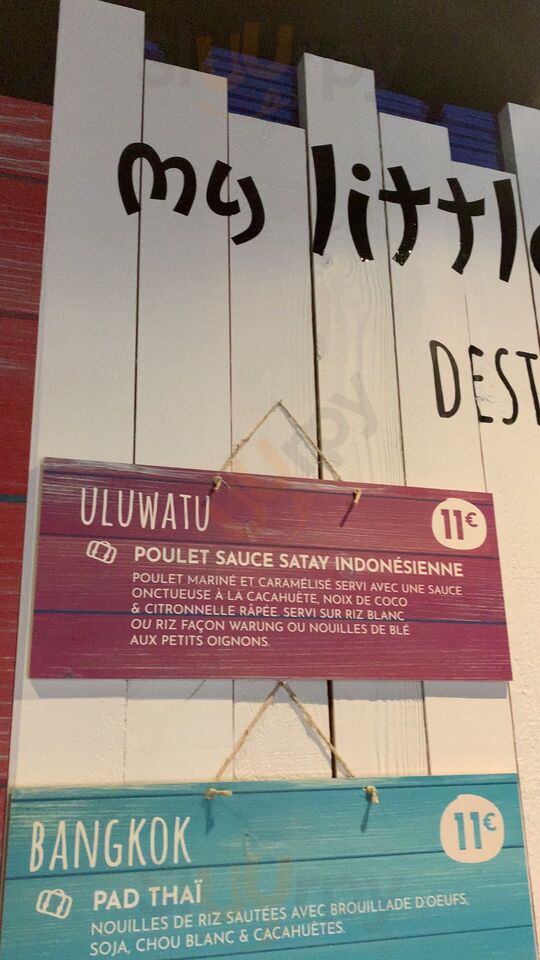 my little
DEST
ULUWATU
11€
POULET SAUCE SATAY INDONÉSIENNE
POULET MARINÉ ET CARAMÉLISÉ SERVI AVEC UNE SAUCE
ONCTUEUSE À LA CACAHUÈTE, NOIX DE COCO
& CITRONNELLE RÂPÉE. SERVI SUR RIZ BLANC
OU RIZ FAÇON WARUNG OU NOUILLES DE BLÉ
AUX PETITS OIGNONS.
BANGKOK
11€
PAD THAÏ
NOUILLES DE RIZ SAUTÉES AVEC BROUILLADE D'OEUFS,
SOJA, CHOU BLANC & CACAHUÈTES.